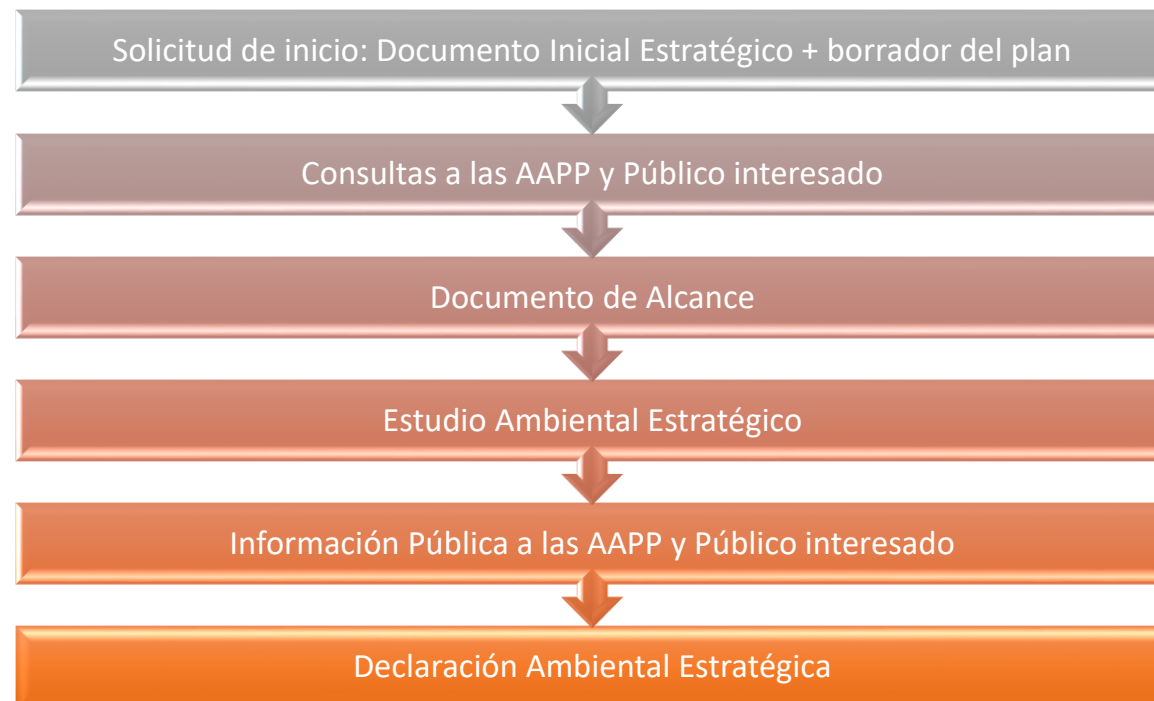 Solicitud de inicio: Documento Inicial Estratégico + borrador del plan
Consultas a las AAPP y Público interesado
Documento de Alcance
Estudio Ambiental Estratégico
Información Pública a las AAPP y Público interesado
Declaración Ambiental Estratégica